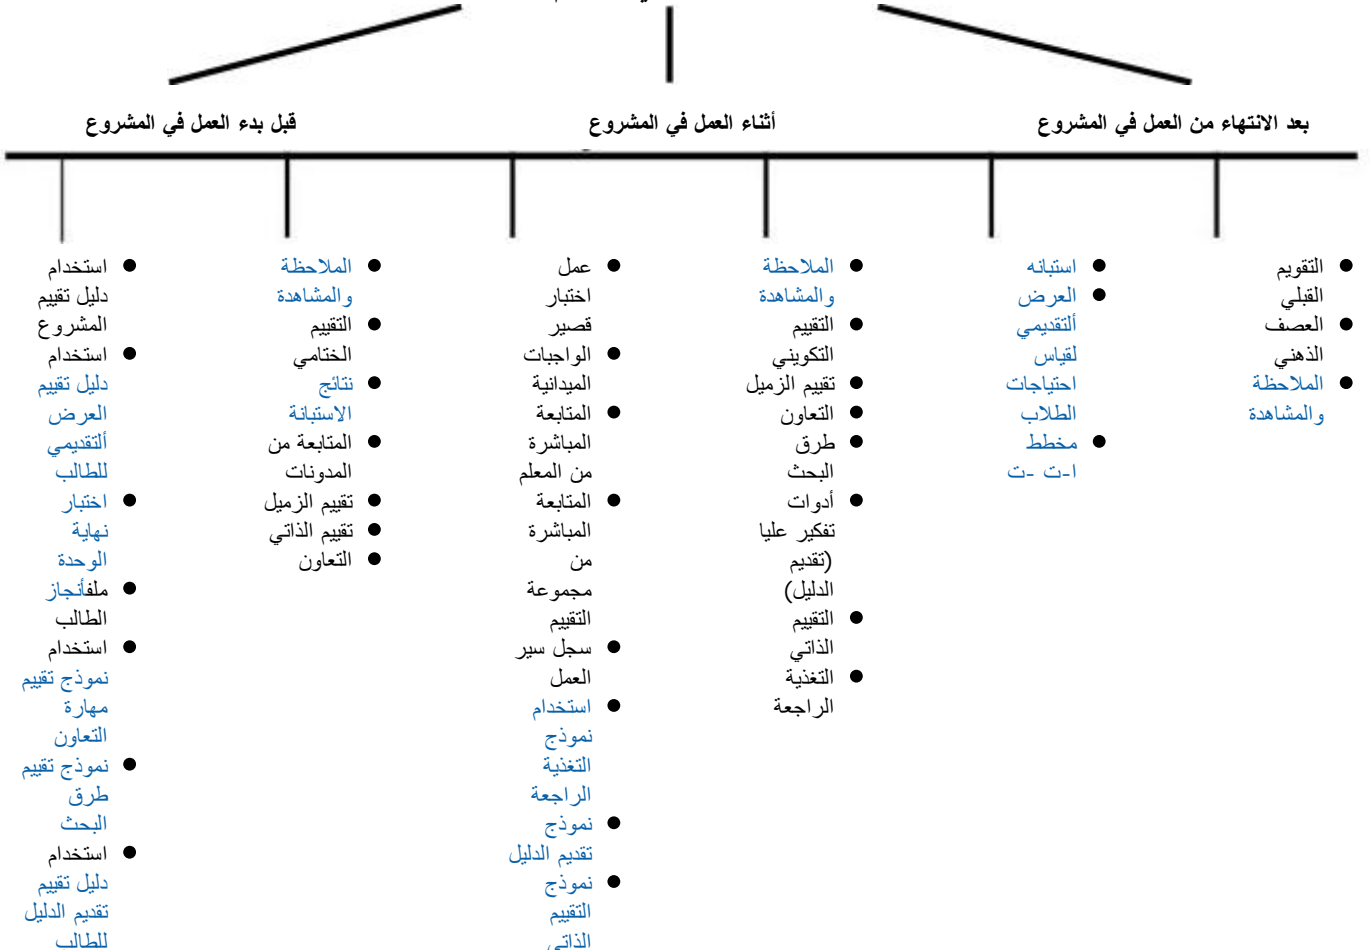 بعد الانتهاء من العمل في المشروع
أثناء العمل في المشروع
قبل بدء العمل في المشروع
● التقويم
القبلي
● العصف
الذهني
● الملاحظة
والمشاهدة
● استبانه
● العرض
ألتقديمي
لقياس
احتياجات
الطلاب
● مخطط
ا-ت -ت
● الملاحظة
والمشاهدة
● التقييم
التكويني
● تقييم الزميل
● التعاون
● طرق
البحث
● أدوات
تفكير عليا
(تقديم
الدليل)
● التقييم
الذاتي
● التغذية
الراجعة
● عمل
اختبار
قصير
● الواجبات
الميدانية
● المتابعة
المباشرة
من المعلم
● المتابعة
المباشرة
من
مجموعة
التقييم
● سجل سير
العمل
● استخدام
نموذج
التغذية
الراجعة
● نموذج
تقديم الدليل
● نموذج
التقييم
الذاتي
● الملاحظة
والمشاهدة
● التقييم
الختامي
● نتائج
الاستبانة
● المتابعة من
المدونات
● تقييم الزميل
● تقييم الذاتي
● التعاون
● استخدام
دليل تقييم
المشروع
● استخدام
دليل تقييم
العرض
ألتقديمي
للطالب
● اختبار
نهاية
الوحدة
● ملفأنجاز
الطالب
● استخدام
نموذج تقييم
مهارة
التعاون
● نموذج تقييم
طرق
البحث
● استخدام
دليل تقييم
تقديم الدليل
للطالب